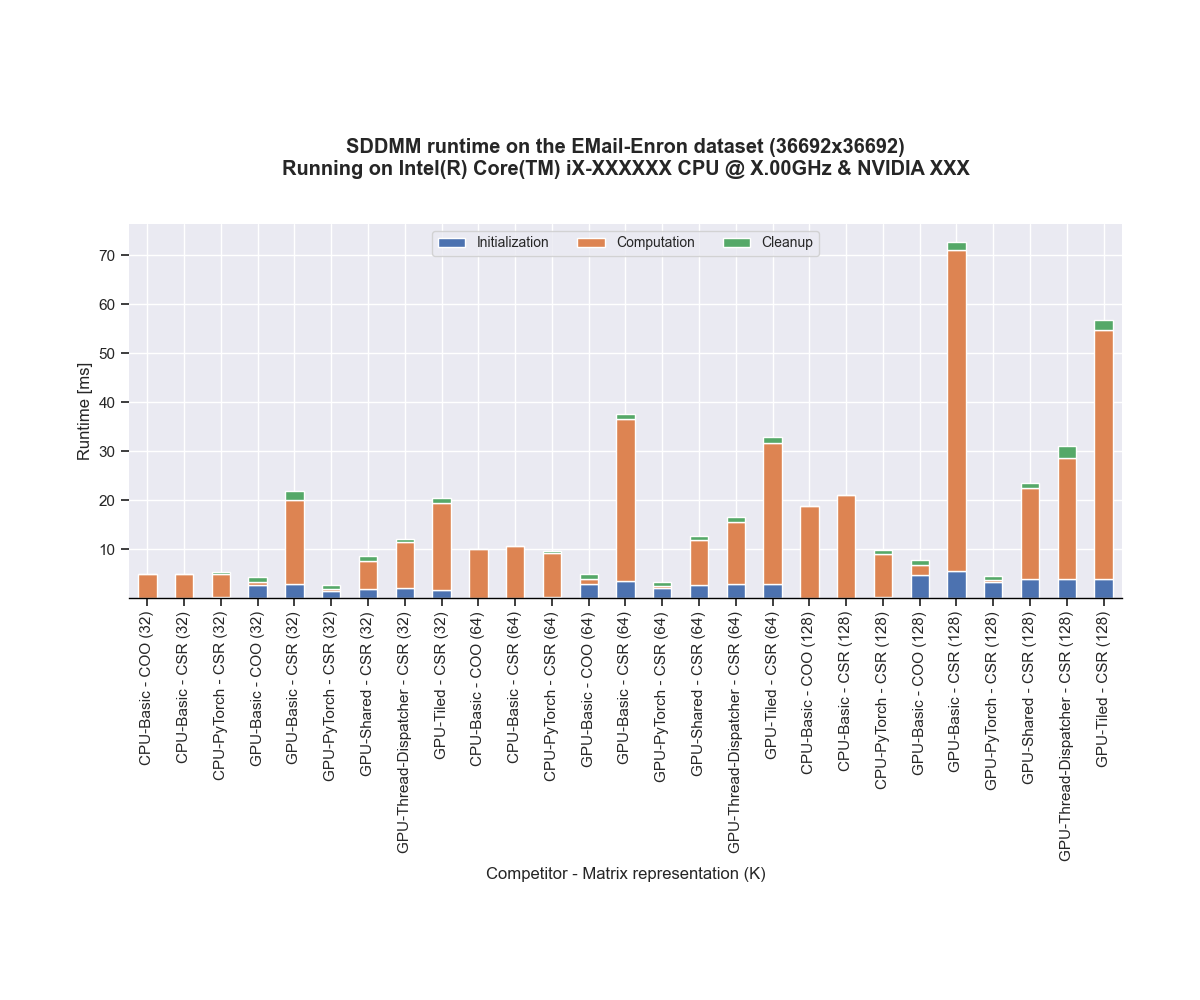 SDDMM runtime on the EMail-Enron dataset (36692x36692)
Running on Intel(R) Core(TM) iX-XXXXXX CPU @ X.00GHz & NVIDIA XXX
Initialization
Computation
Cleanup
Runtime [ms]
70
60
50
40
30
20
10
CPU-Basic - COO (32)
CPU-Basic - CSR (32)
CPU-PyTorch - CSR (32)
GPU-Basic - COO (32)
GPU-Basic - CSR (32)
GPU-PyTorch - CSR (32)
GPU-Shared - CSR (32)
GPU-Thread-Dispatcher - CSR (32)
GPU-Tiled - CSR (32)
CPU-Basic - COO (64)
CPU-Basic - CSR (64)
CPU-PyTorch - CSR (64)
GPU-Basic - COO (64)
GPU-Basic - CSR (64)
GPU-PyTorch - CSR (64)
GPU-Shared - CSR (64)
GPU-Thread-Dispatcher - CSR (64)
GPU-Tiled - CSR (64)
CPU-Basic - COO (128)
CPU-Basic - CSR (128)
CPU-PyTorch - CSR (128)
GPU-Basic - COO (128)
GPU-Basic - CSR (128)
GPU-PyTorch - CSR (128)
GPU-Shared - CSR (128)
GPU-Thread-Dispatcher - CSR (128)
GPU-Tiled - CSR (128)
Competitor - Matrix representation (K)